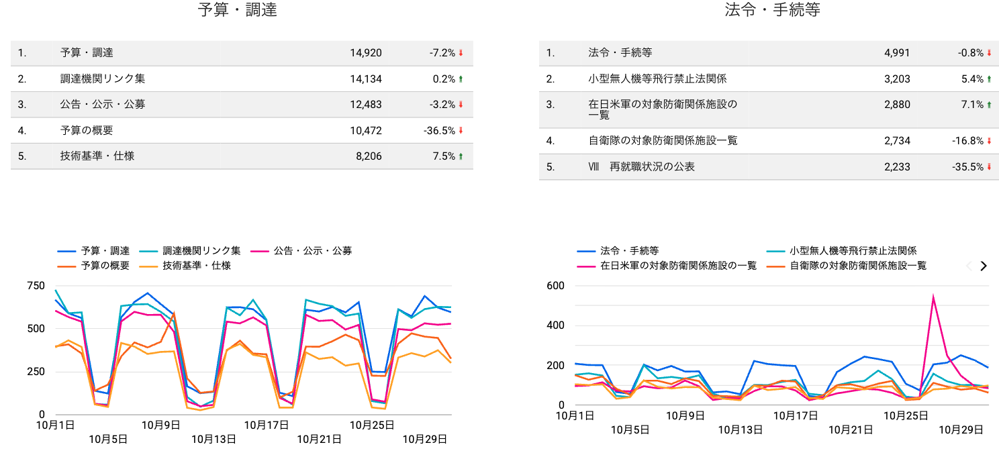 予算・調達
1. 予算・調達 14,920 -7.2%
2. 調達機関リンク集 14,134 0.2%
3. 公告・公示・公募 12,483 -3.2%
4. 予算の概要 10,472 -36.5%
5. 技術基準・仕様 8,206 7.5%
予算・調達 調達機関リンク集 公告・公示・公募
予算の概要 技術基準・仕様
750
500
250
0
10月1日 10月9日 10月17日 10月25日
10月5日 10月13日 10月21日 10月29日
法令・手続等
1. 法令・手続等 4,991 -0.8%
2. 小型無人機等飛行禁止法関係 3,203 5.4%
3. 在日米軍の対象防衛関係施設の 2,880 7.1%
一覧
4. 自衛隊の対象防衛関係施設一覧 2,734 -16.8%
5. Ⅷ　再就職状況の公表 2,233 -35.5%
法令・手続等 小型無人機等飛行禁止法関係
在日米軍の対象防衛関係施設の一覧 自衛隊の対象防衛関係施設一覧
600
400
200
0
10月1日 10月9日 10月17日 10月25日
10月5日 10月13日 10月21日 10月29日